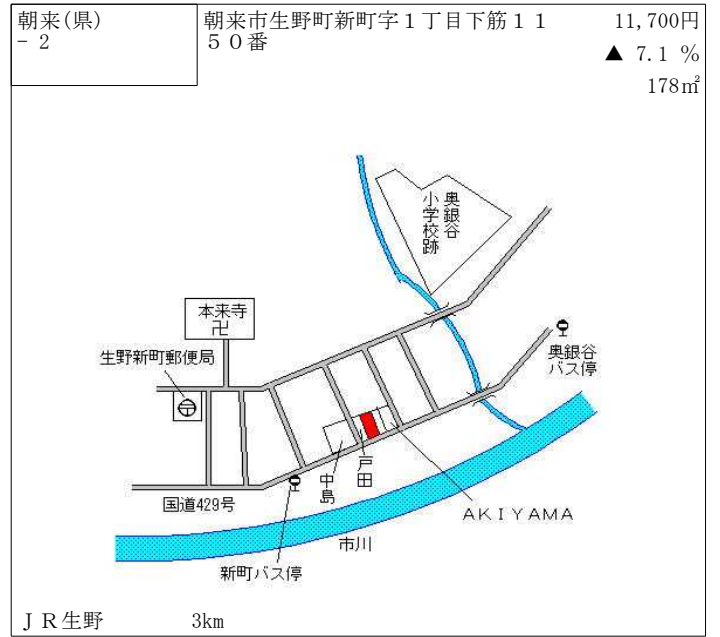 朝来(県)
- 2
朝来市生野町新町字１丁目下筋１１
５０番
11,700円
▲ 7.1 %
178㎡
奥銀谷
小学校跡
本来寺
卍
生野新町郵便局
奥銀谷
バス停
戸田
中島
国道429号
ＡＫＩＹＡＭＡ
市川
新町バス停
ＪＲ生野 3km